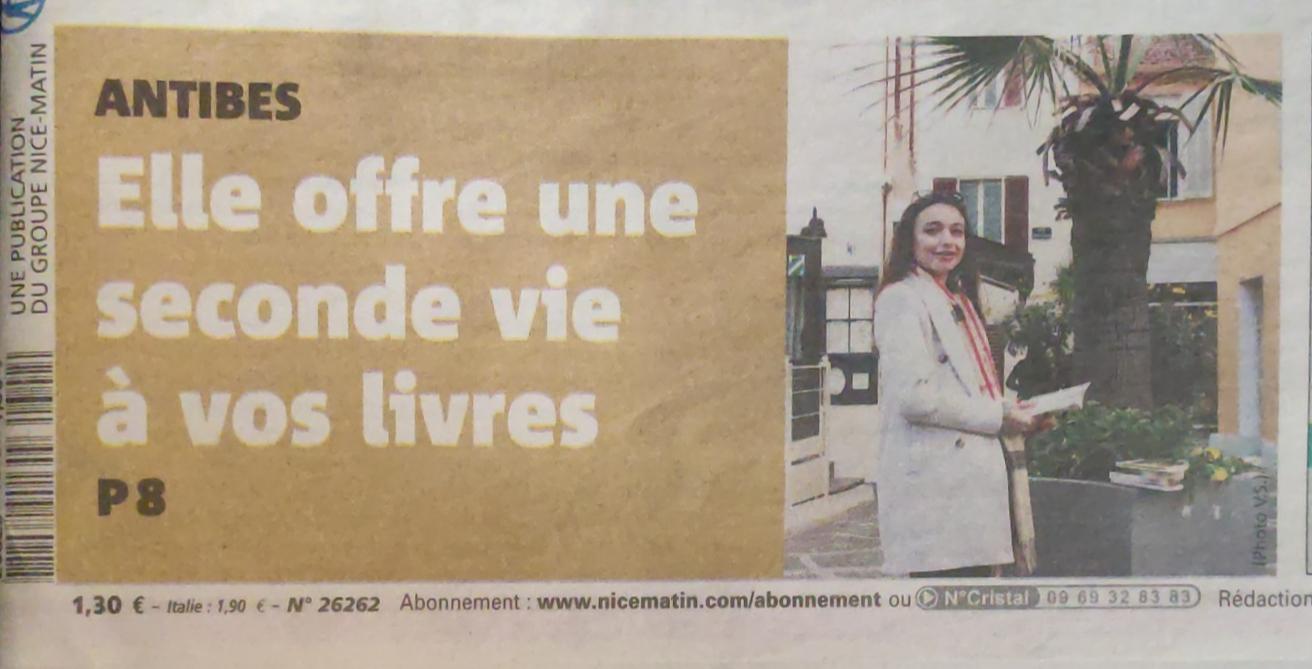 UNE PUBLICATION
DU GROUPE NICE-MATIN
ANTIBES
Elle offre une
seconde vie
à vos livres
P 8
(Photo V.S.)
1,30 € - Italie : 1,90 € - N° 26262 Abonnement : www.nicematin.com/abonnement ou N°Cristal 09 69 32 83 83 Rédaction